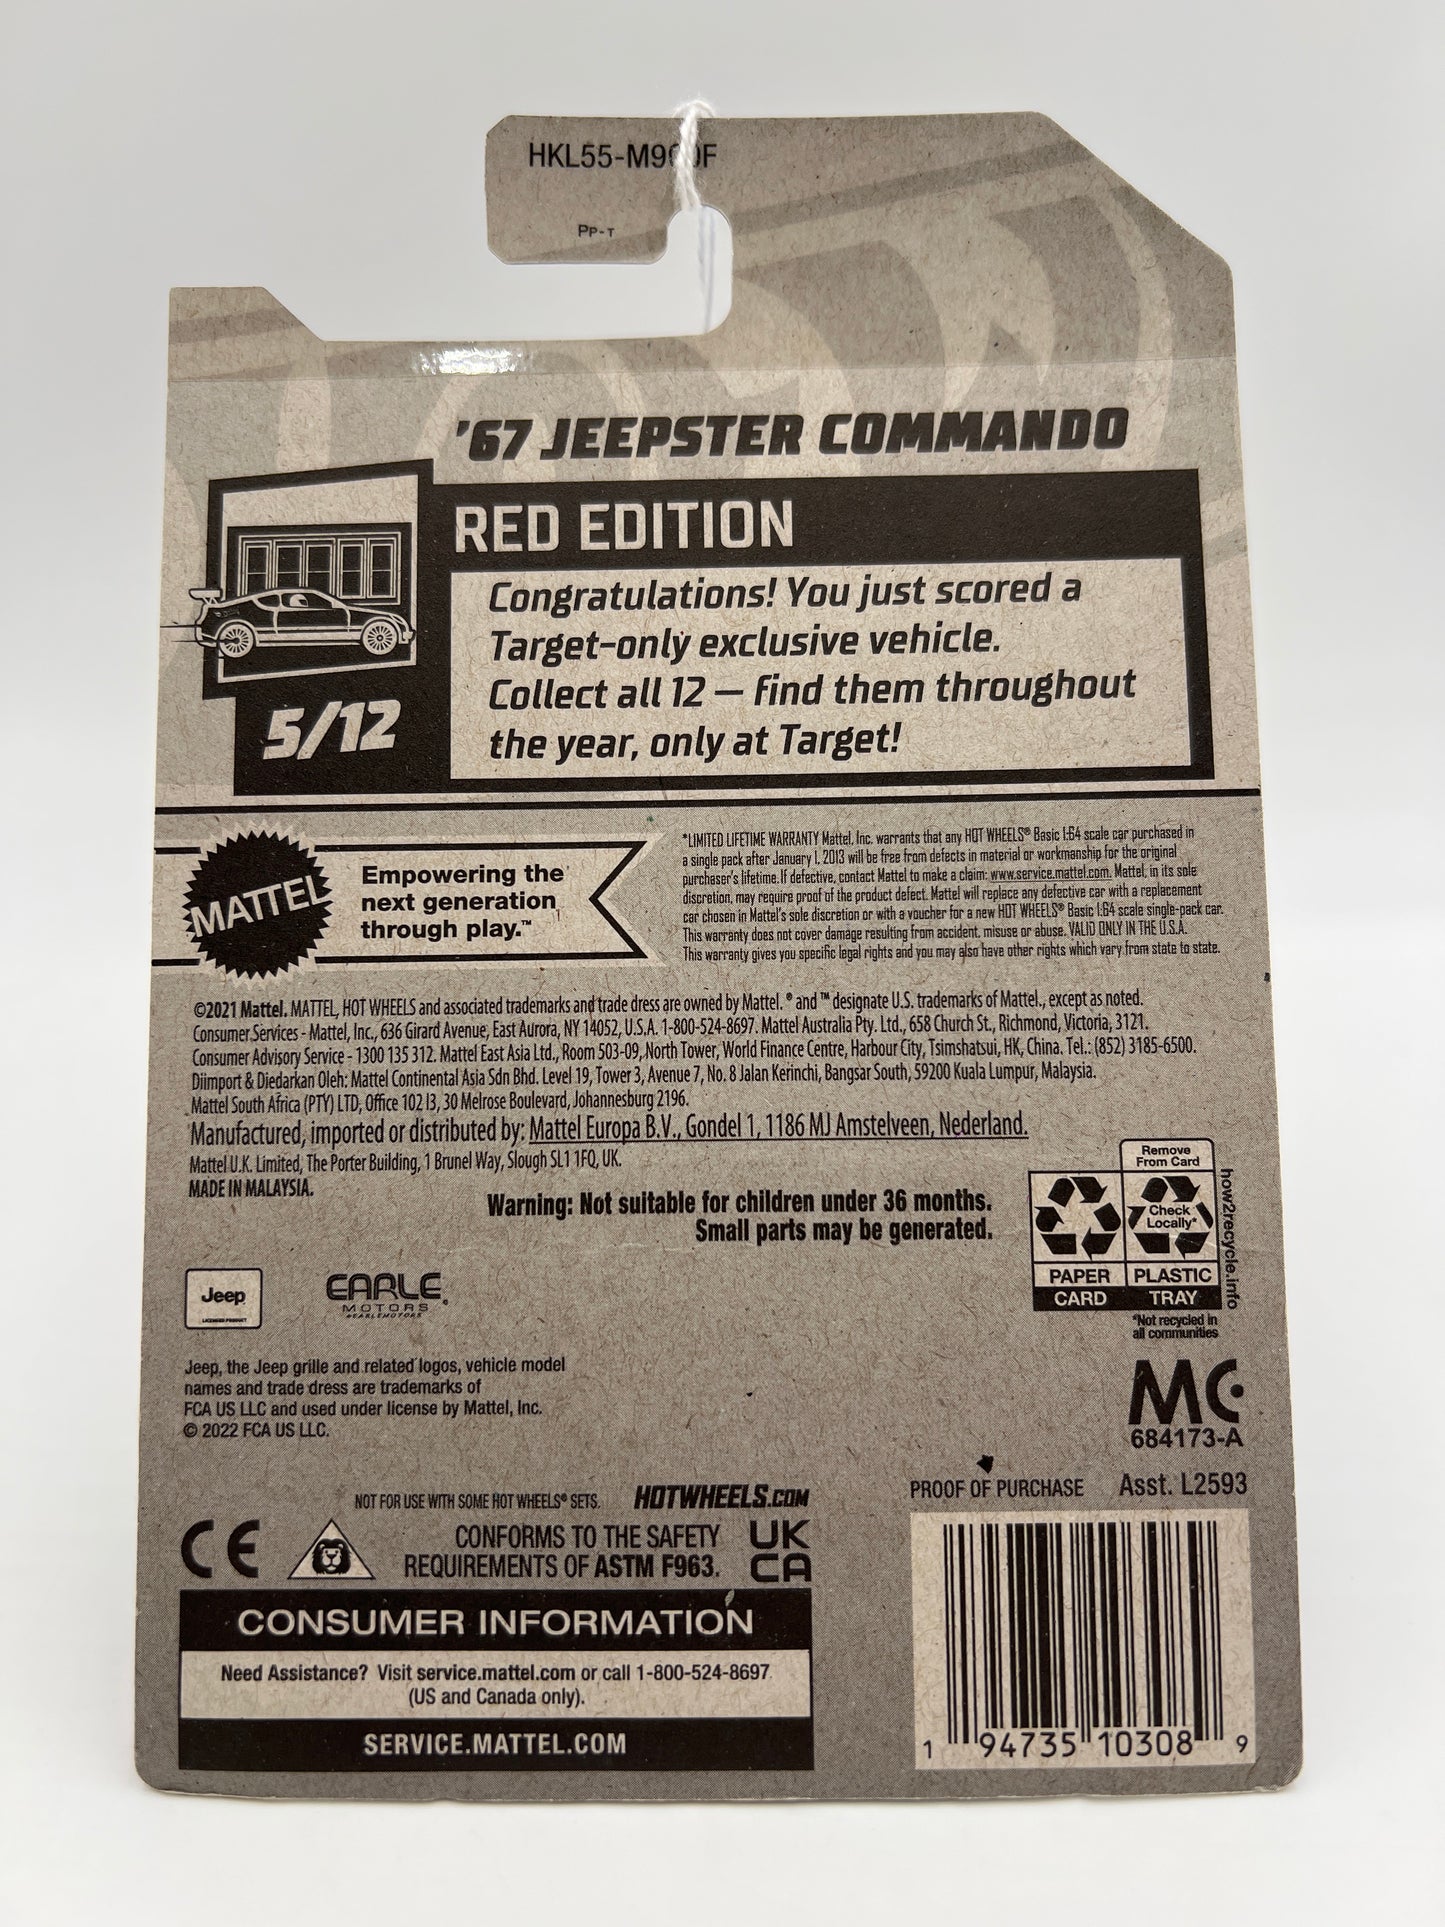 HKL55-M9 0F
PP-T
'67 JEEPSTER COMMANDO
RED EDITION
Congratulations! You just scored a
Target-only exclusive vehicle.
Collect all 12 – find them throughout
the year, only at Target!
5/12
MATTEL
Empowering the
next generation
through play.™
*LIMITED LIFETIME WARRANTY Mattel, Inc. warrants that any HOT WHEELS® Basic 1:64 scale car purchased in
a single pack after January 1, 2013 will be free from defects in material or workmanship for the original
purchaser's lifetime. If defective, contact Mattel to make a claim: www.service.mattel.com. Mattel, in its sole
discretion, may require proof of the product defect. Mattel will replace any defective car with a replacement
car chosen in Mattel's sole discretion or with a voucher for a new HOT WHEELS® Basic 1:64 scale single-pack car.
This warranty does not cover damage resulting from accident, misuse or abuse. VALID ONLY IN THE U.S.A.
This warranty gives you specific legal rights and you may also have other rights which vary from state to state.
©2021 Mattel. MATTEL, HOT WHEELS and associated trademarks and trade dress are owned by Mattel. ® and ™ designate U.S. trademarks of Mattel., except as noted.
Consumer Services - Mattel, Inc., 636 Girard Avenue, East Aurora, NY 14052, U.S.A. 1-800-524-8697. Mattel Australia Pty. Ltd., 658 Church St., Richmond, Victoria, 3121.
Consumer Advisory Service - 1300 135 312. Mattel East Asia Ltd., Room 503-09, North Tower, World Finance Centre, Harbour City, Tsimshatsui, HK, China. Tel.: (852) 3185-6500.
Diimport & Diedarkan Oleh: Mattel Continental Asia Sdn Bhd. Level 19, Tower 3, Avenue 7, No. 8 Jalan Kerinchi, Bangsar South, 59200 Kuala Lumpur, Malaysia.
Mattel South Africa (PTY) LTD, Office 102 I3, 30 Melrose Boulevard, Johannesburg 2196.
Manufactured, imported or distributed by: Mattel Europa B.V., Gondel 1, 1186 MJ Amstelveen, Nederland.
Mattel U.K. Limited, The Porter Building, 1 Brunel Way, Slough SL1 1FQ, UK.
MADE IN MALAYSIA.
Warning: Not suitable for children under 36 months.
Small parts may be generated.
Remove
From Card
Check
Locally*
PAPER
CARD
PLASTIC
TRAY
how2recycle.info
*Not recycled in
all communities
Jeep
LICENSED PRODUCT
EARLE
MOTORS
#EARLEMOTORS
Jeep, the Jeep grille and related logos, vehicle model
names and trade dress are trademarks of
FCA US LLC and used under license by Mattel, Inc.
© 2022 FCA US LLC.
MC
684173-A
PROOF OF PURCHASE
Asst. L2593
NOT FOR USE WITH SOME HOT WHEELS® SETS.
HOTWHEELS.COM
CE
CONFORMS TO THE SAFETY
REQUIREMENTS OF ASTM F963.
UK
CA
CONSUMER INFORMATION
Need Assistance? Visit service.mattel.com or call 1-800-524-8697
(US and Canada only).
SERVICE.MATTEL.COM
1 94735 10308 9